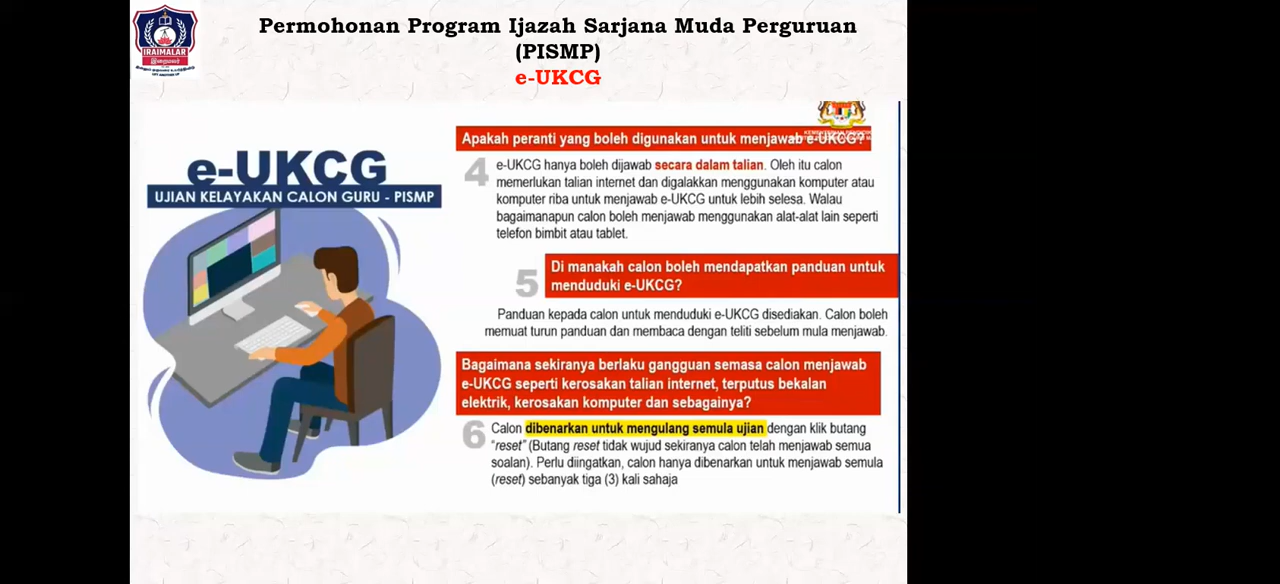 Permohonan Program Ijazah Sarjana Muda Perguruan
(PISMP)
e-UKCG
IRAIMALAR
இறைமலர்
e-UKCG
UJIAN KELAYAKAN CALON GURU - PISMP
Apakah peranti yang boleh digunakan untuk menjawab e-UKCG?
4
e-UKCG hanya boleh dijawab secara dalam talian. Oleh itu calon
memerlukan talian internet dan digalakkan menggunakan komputer atau
komputer riba untuk menjawab e-UKCG untuk lebih selesa. Walau
bagaimanapun calon boleh menjawab menggunakan alat-alat lain seperti
telefon bimbit atau tablet.
5
Di manakah calon boleh mendapatkan panduan untuk
menduduki e-UKCG?
Panduan kepada calon untuk menduduki e-UKCG disediakan. Calon boleh
memuat turun panduan dan membaca dengan teliti sebelum mula menjawab.
Bagaimana sekiranya berlaku gangguan semasa calon menjawab
e-UKCG seperti kerosakan talian internet, terputus bekalan
elektrik, kerosakan komputer dan sebagainya?
6
Calon dibenarkan untuk mengulang semula ujian dengan klik butang
"reset" (Butang reset tidak wujud sekiranya calon telah menjawab semua
soalan). Perlu diingatkan, calon hanya dibenarkan untuk menjawab semula
(reset) sebanyak tiga (3) kali sahaja